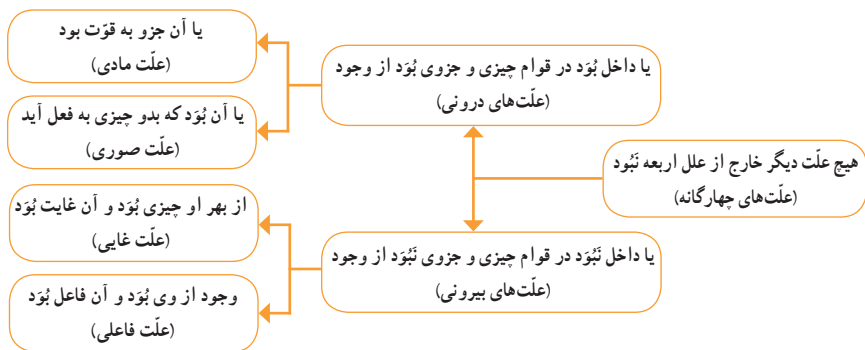 هیچ علّت دیگر خارج از علل اربعه نَبُود
(علّت‌های چهارگانه)
یا داخل بُوَد در قوام چیزی و جزوی بُوَد از وجود
(علّت‌های درونی)
یا آن جزو به قوّت بود
(علّت مادی)
یا آن بُوَد که بدو چیزی به فعل آید
(علّت صوری)
یا داخل نَبُوَد در قوام چیزی و جزوی نَبُوَد از وجود
(علّت‌های بیرونی)
از بهر او چیزی بُوَد و آن غایت بُوَد
(علّت غایی)
وجود از وی بُوَد و آن فاعل بُوَد
(علّت فاعلی)